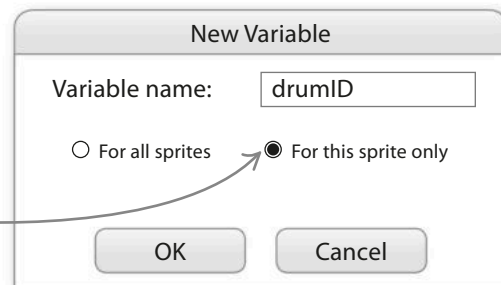 New Variable
Variable name: drumID
For all sprites For this sprite only
OK Cancel